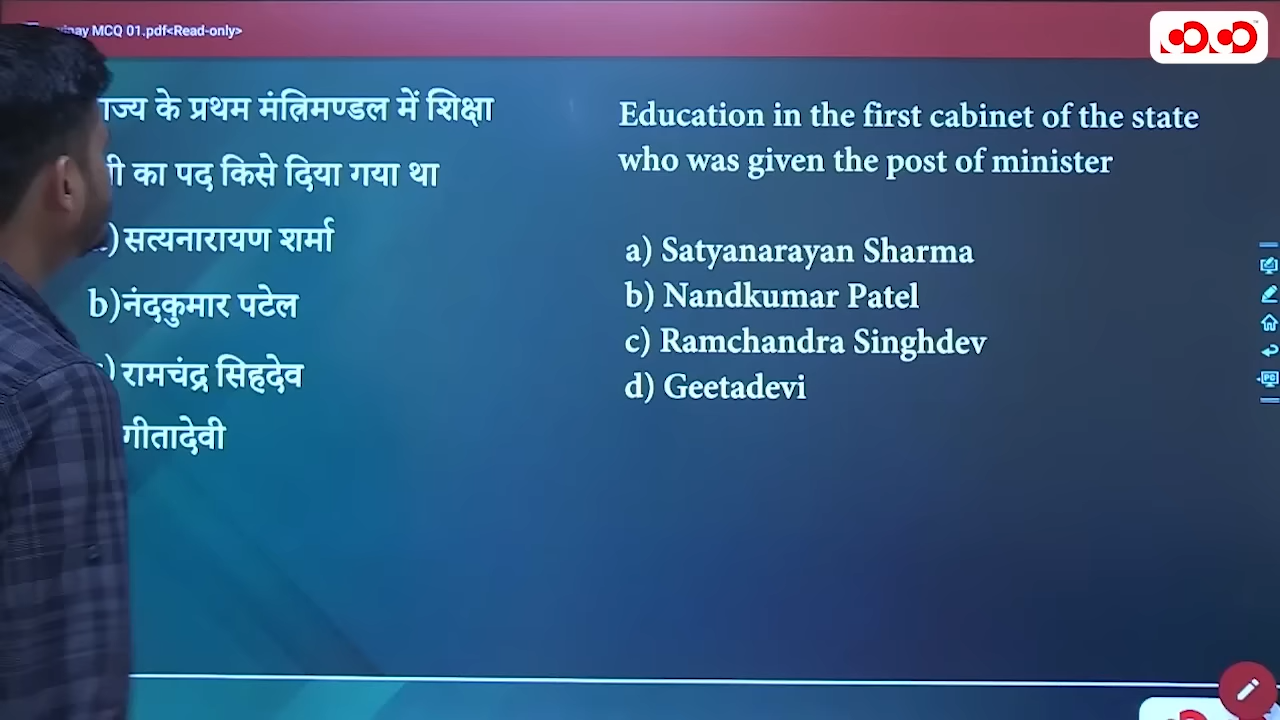 MCQ 01.pdf<Read-only>
के प्रथम मंत्रिमण्डल में शिक्षा
का पद किसे दिया गया था
सत्यनारायण शर्मा
b)नंदकुमार पटेल
रामचंद्र सिहदेव
गीतादेवी
Education in the first cabinet of the state
who was given the post of minister
a) Satyanarayan Sharma
b) Nandkumar Patel
c) Ramchandra Singhdev
d) Geetadevi
PC